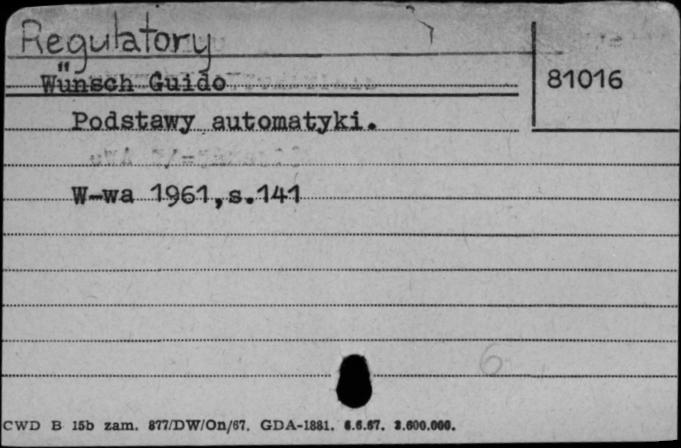 Regulatory
Wünsch Guido
81016
Podstawy automatyki.
W-wa 1961,s.141
6
CWD B 15b zam. 877/DW/On/67. GDA-1881. 6.6.67. 2.600.000.